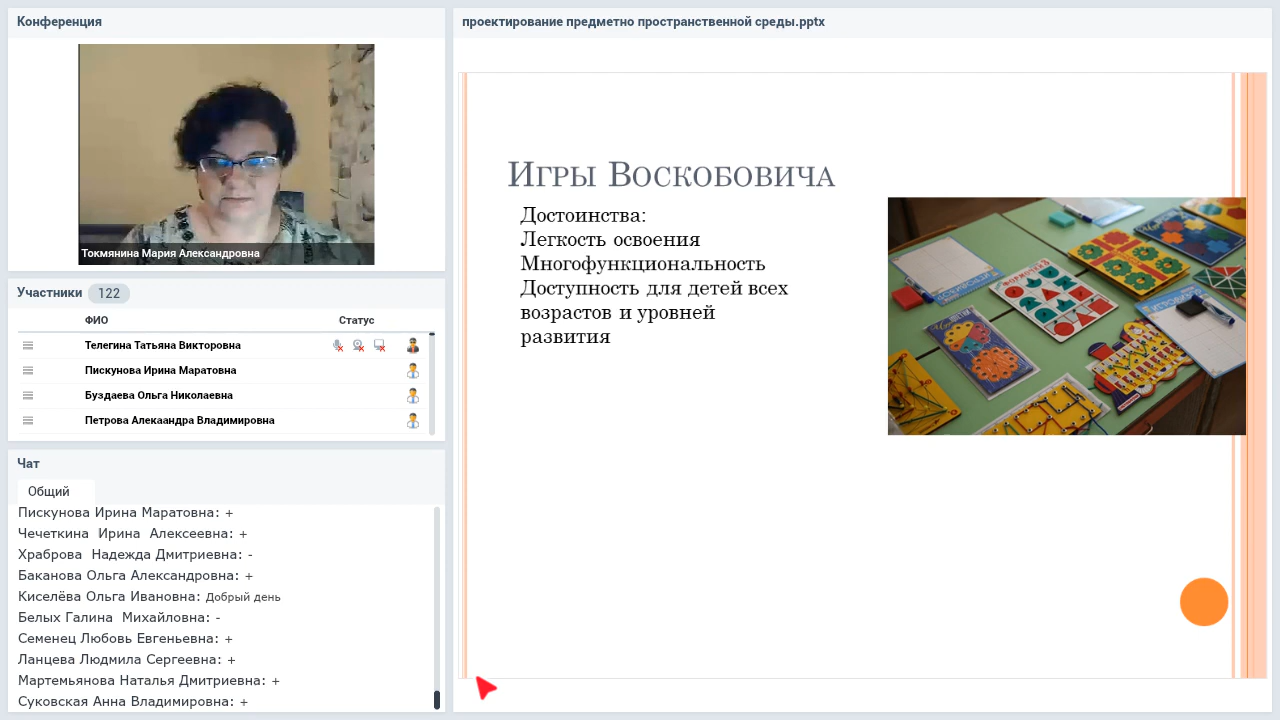 Конференция
Токмянина Мария Александровна
Участники 122
ФИО Статус
Телегина Татьяна Викторовна
Пискунова Ирина Маратовна
Буздаева Ольга Николаевна
Петрова Алекаандра Владимировна
Чат
Общий
Пискунова Ирина Маратовна: +
Чечеткина Ирина Алексеевна: +
Храброва Надежда Дмитриевна: -
Баканова Ольга Александровна: +
Киселёва Ольга Ивановна: Добрый день
Белых Галина Михайловна: -
Семенец Любовь Евгеньевна: +
Ланцева Людмила Сергеевна: +
Мартемьянова Наталья Дмитриевна: +
Суковская Анна Владимировна: +
проектирование предметно пространственной среды.pptx
Игры Воскобовича
Достоинства:
Легкость освоения
Многофункциональность
Доступность для детей всех
возрастов и уровней
развития